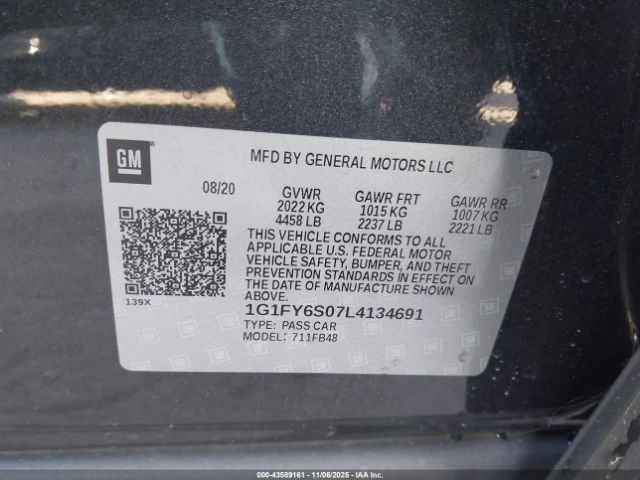 GM
MFD BY GENERAL MOTORS LLC
08/20 GVWR GAWR FRT GAWR RR
2022 KG 1015 KG 1007 KG
4458 LB 2237 LB 2221 LB
THIS VEHICLE CONFORMS TO ALL
APPLICABLE U.S. FEDERAL MOTOR
VEHICLE SAFETY, BUMPER, AND THEFT
PREVENTION STANDARDS IN EFFECT ON
THE DATE OF MANUFACTURE SHOWN
ABOVE.
139X
1G1FY6S07L4134691
TYPE: PASS CAR
MODEL: 711FB48
000-43589161 - 11/06/2025 - IAA34123